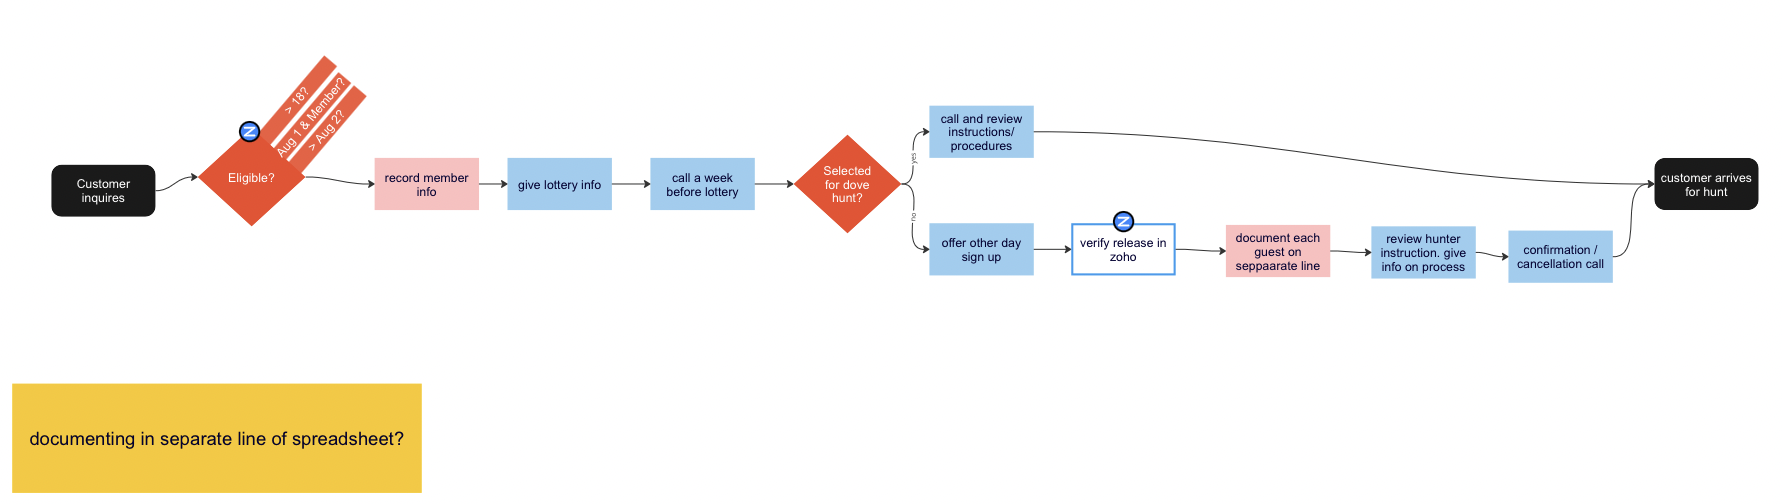 Customer
inquires
Eligible?
> 18?
Aug 1 & Member?
> Aug 2?
record member
info
give lottery info
call a week
before lottery
Selected
for dove
hunt?
yes
no
call and review
instructions/
procedures
offer other day
sign up
verify release in
zoho
document each
guest on
seppaarate line
review hunter
instruction. give
info on process
confirmation /
cancellation call
customer arrives
for hunt
documenting in separate line of spreadsheet?